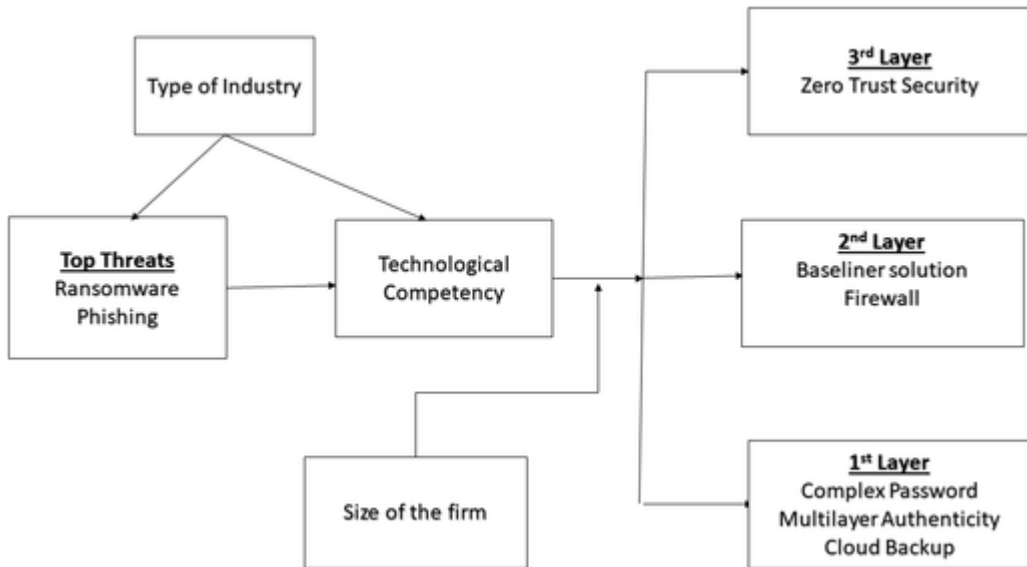 Type of Industry
Top Threats
Ransomware
Phishing
Technological
Competency
Size of the firm
3rd Layer
Zero Trust Security
2nd Layer
Baseliner solution
Firewall
1st Layer
Complex Password
Multilayer Authenticity
Cloud Backup